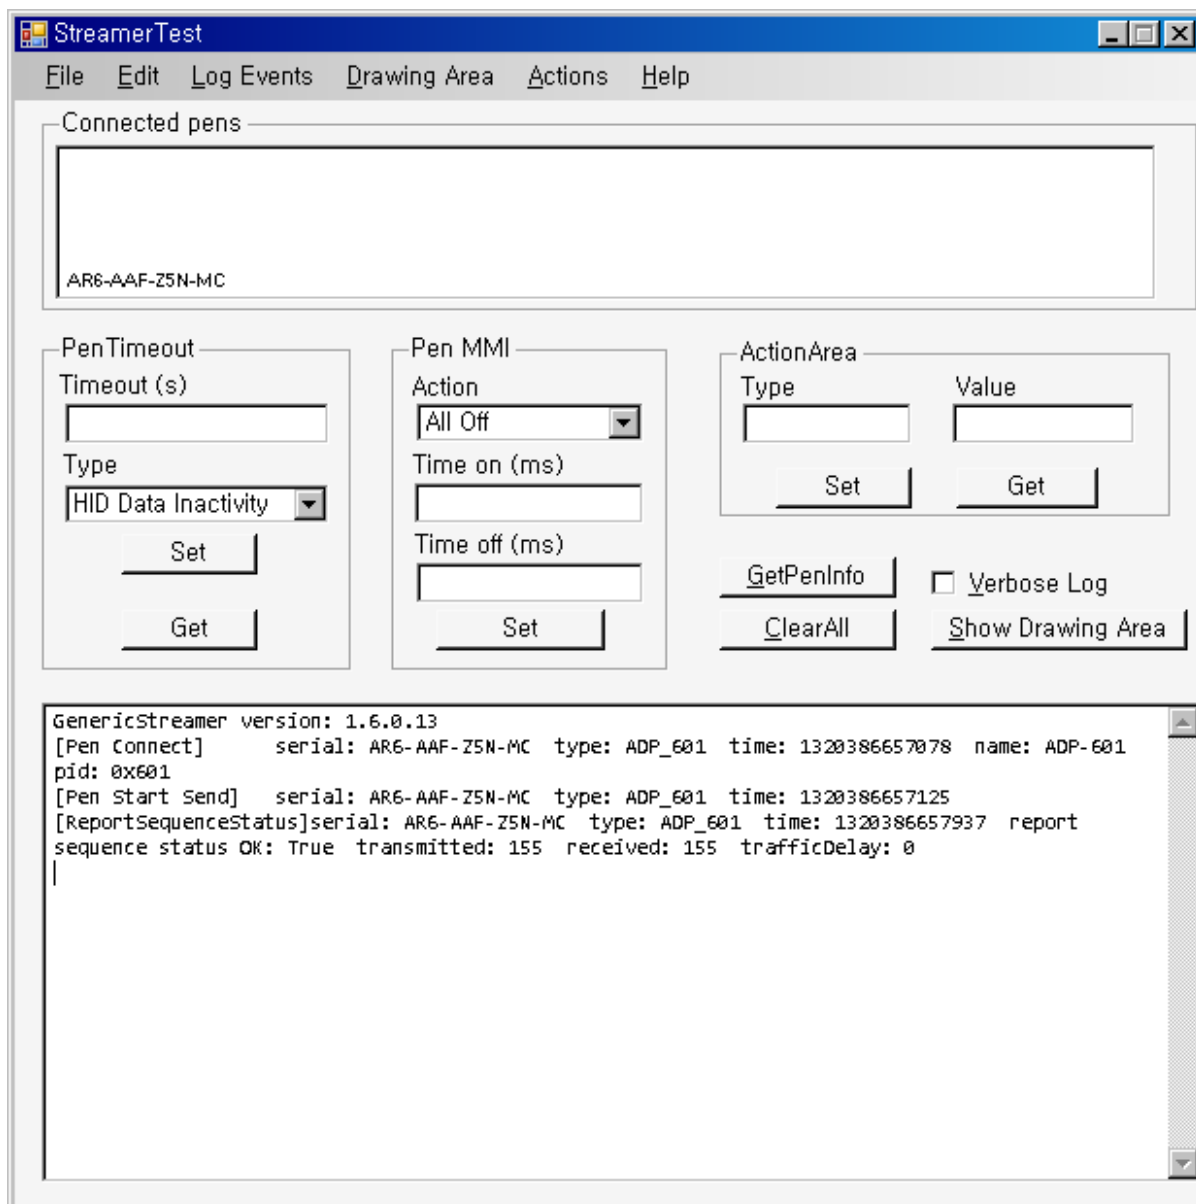 StreamerTest
File Edit Log Events Drawing Area Actions Help
Connected pens
AR6-AAF-Z5N-MC
PenTimeout
Timeout (s)
Type
HID Data Inactivity
Set
Get
Pen MMI
Action
All Off
Time on (ms)
Time off (ms)
Set
ActionArea
Type Value
Set Get
GetPenInfo Verbose Log
ClearAll Show Drawing Area
GenericStreamer version: 1.6.0.13
[Pen Connect] serial: AR6-AAF-Z5N-MC type: ADP_601 time: 1320386657078 name: ADP-601
pid: 0x601
[Pen Start Send] serial: AR6-AAF-Z5N-MC type: ADP_601 time: 1320386657125
[ReportSequenceStatus]serial: AR6-AAF-Z5N-MC type: ADP_601 time: 1320386657937 report
sequence status OK: True transmitted: 155 received: 155 trafficDelay: 0